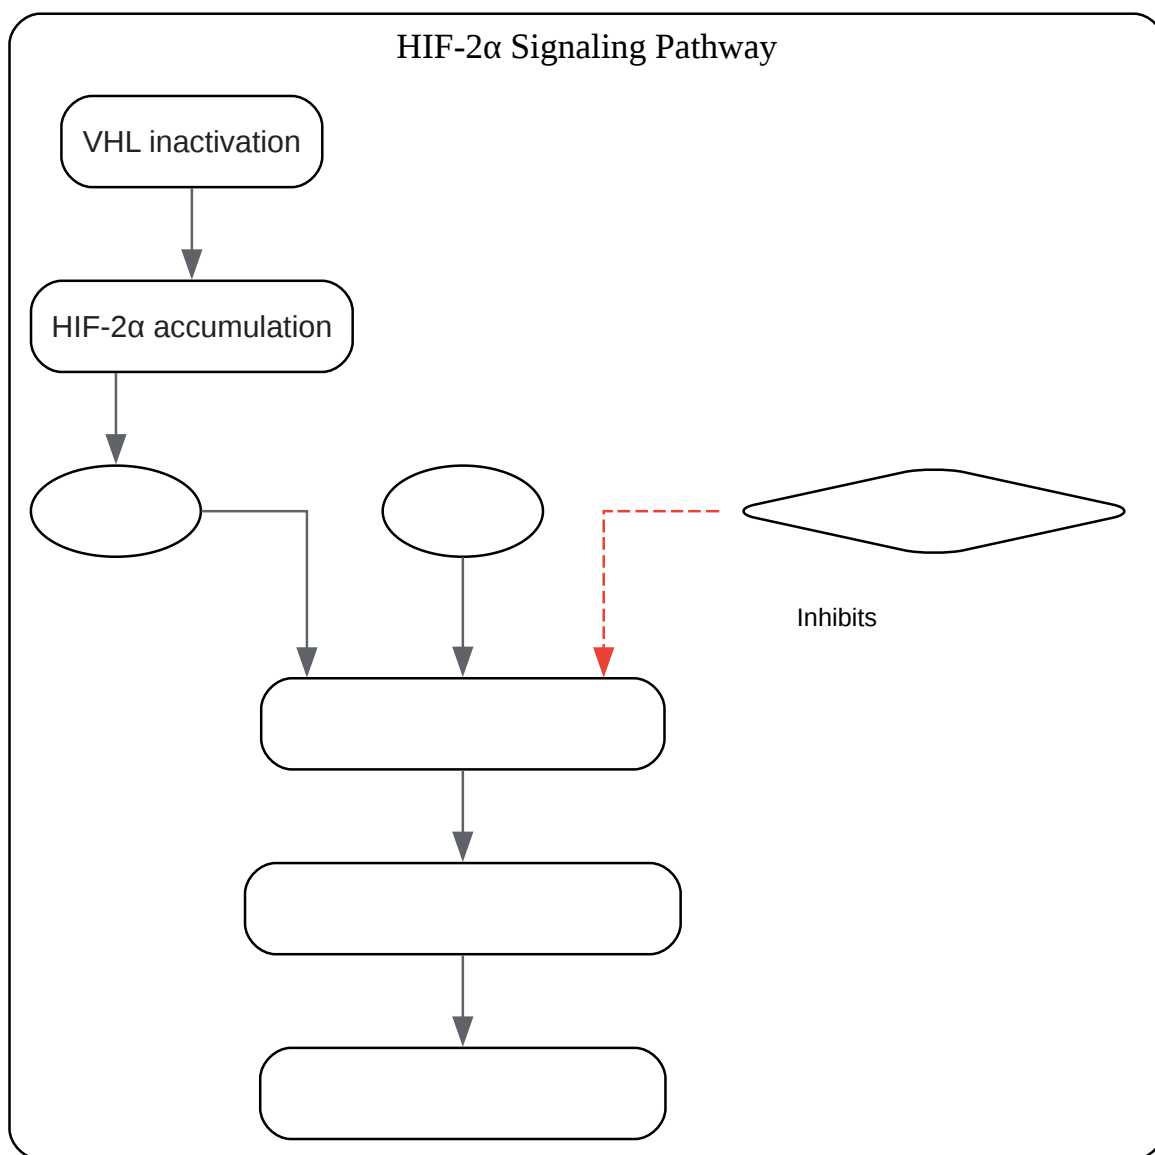 HIF-2α Signaling Pathway
VHL inactivation
HIF-2α accumulation
Inhibits